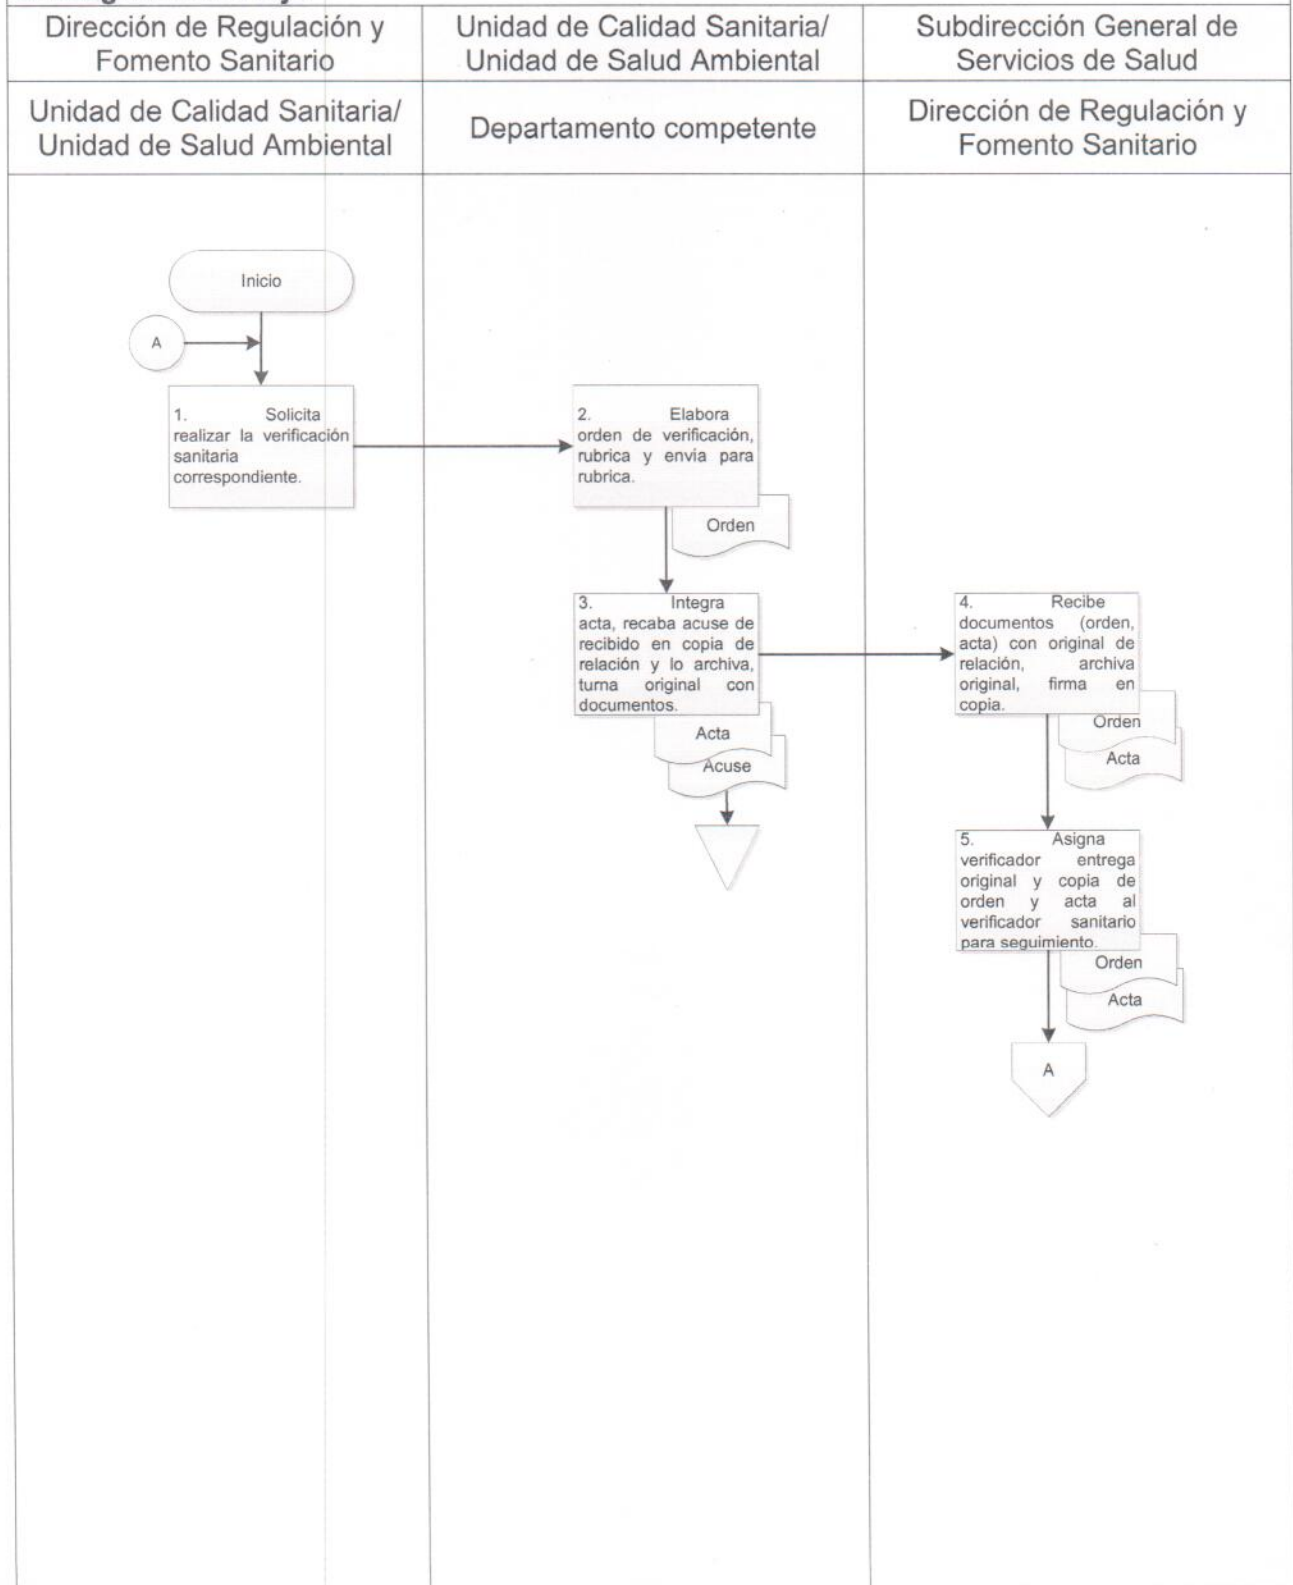 Dirección de Regulación y
Fomento Sanitario
Unidad de Calidad Sanitaria/
Unidad de Salud Ambiental
Subdirección General de
Servicios de Salud
Unidad de Calidad Sanitaria/
Unidad de Salud Ambiental
Departamento competente
Dirección de Regulación y
Fomento Sanitario
Inicio
A
1. Solicita
realizar la verificación
sanitaria
correspondiente.
2. Elabora
orden de verificación,
rubrica y envía para
rubrica.
Orden
3. Integra
acta, recaba acuse de
recibido en copia de
relación y lo archiva,
turna original con
documentos.
Acta
Acuse
4. Recibe
documentos (orden,
acta) con original de
relación, archiva
original, firma en
copia.
Orden
Acta
5. Asigna
verificador entrega
original y copia de
orden y acta al
verificador sanitario
para seguimiento.
Orden
Acta
A